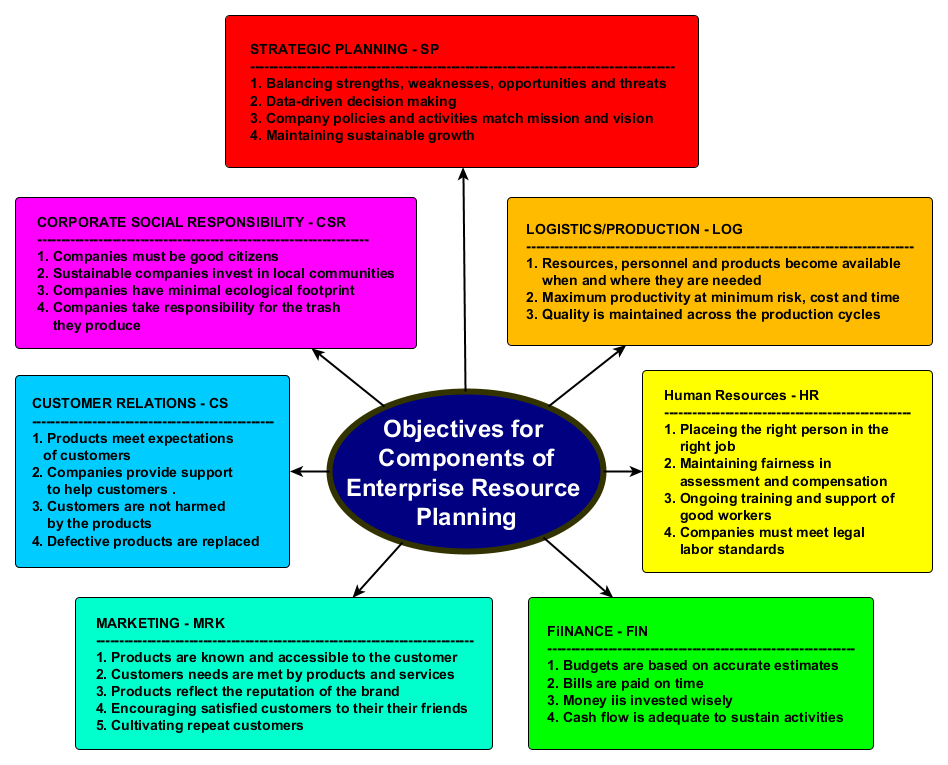 STRATEGIC PLANNING - SP
1. Balancing strengths, weaknesses, opportunities and threats
2. Data-driven decision making
3. Company policies and activities match mission and vision
4. Maintaining sustainable growth
CORPORATE SOCIAL RESPONSIBILITY - CSR
1. Companies must be good citizens
2. Sustainable companies invest in local communities
3. Companies have minimal ecological footprint
4. Companies take responsibility for the trash
they produce
LOGISTICS/PRODUCTION - LOG
1. Resources, personnel and products become available
when and where they are needed
2. Maximum productivity at minimum risk, cost and time
3. Quality is maintained across the production cycles
CUSTOMER RELATIONS - CS
1. Products meet expectations
of customers
2. Companies provide support
to help customers .
3. Customers are not harmed
by the products
4. Defective products are replaced
Objectives for
Components of
Enterprise Resource
Planning
Human Resources - HR
1. Placeing the right person in the
right job
2. Maintaining fairness in
assessment and compensation
3. Ongoing training and support of
good workers
4. Companies must meet legal
labor standards
MARKETING - MRK
1. Products are known and accessible to the customer
2. Customers needs are met by products and services
3. Products reflect the reputation of the brand
4. Encouraging satisfied customers to their their friends
5. Cultivating repeat customers
FiINANCE - FIN
1. Budgets are based on accurate estimates
2. Bills are paid on time
3. Money iis invested wisely
4. Cash flow is adequate to sustain activities